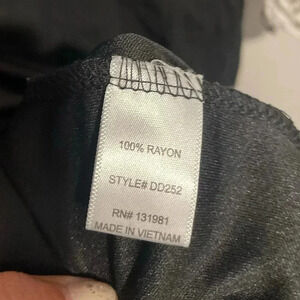 100% RAYON
STYLE# DD252
RN# 131981
MADE IN VIETNAM